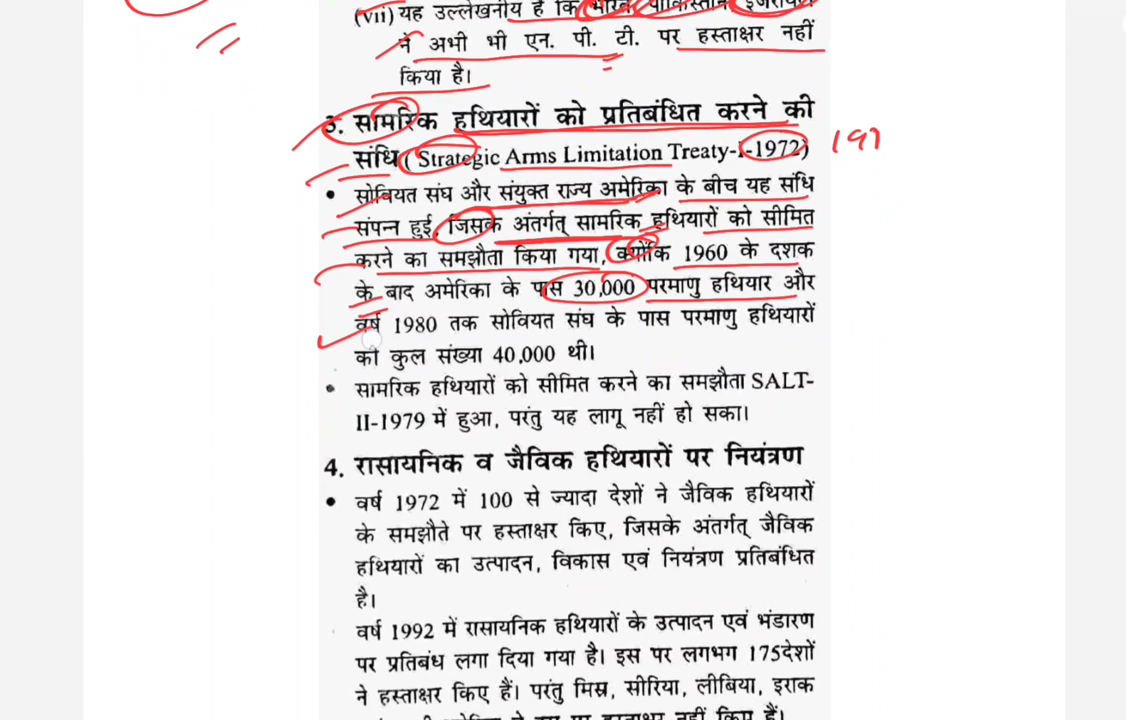 (vii) यह उल्लेखनीय है कि भारत, पाकिस्तान, इजरायल
ने अभी भी एन. पी. टी. पर हस्ताक्षर नहीं
किया है।
3. सामरिक हथियारों को प्रतिबंधित करने की
संधि ( Strategic Arms Limitation Treaty-I-1972) 197
• सोवियत संघ और संयुक्त राज्य अमेरिका के बीच यह संधि
संपन्न हुई, जिसके अंतर्गत् सामरिक हथियारों को सीमित
करने का समझौता किया गया, क्योंकि 1960 के दशक
के बाद अमेरिका के पास 30,000 परमाणु हथियार और
वर्ष 1980 तक सोवियत संघ के पास परमाणु हथियारों
की कुल संख्या 40,000 थी।
• सामरिक हथियारों को सीमित करने का समझौता SALT-
II-1979 में हुआ, परंतु यह लागू नहीं हो सका।
4. रासायनिक व जैविक हथियारों पर नियंत्रण
• वर्ष 1972 में 100 से ज्यादा देशों ने जैविक हथियारों
के समझौते पर हस्ताक्षर किए, जिसके अंतर्गत् जैविक
हथियारों का उत्पादन, विकास एवं नियंत्रण प्रतिबंधित
है।
वर्ष 1992 में रासायनिक हथियारों के उत्पादन एवं भंडारण
पर प्रतिबंध लगा दिया गया है। इस पर लगभग 175देशों
ने हस्ताक्षर किए हैं। परंतु मिस्र, सीरिया, लीबिया, इराक
पर हस्ताक्षर नहीं किए हैं।